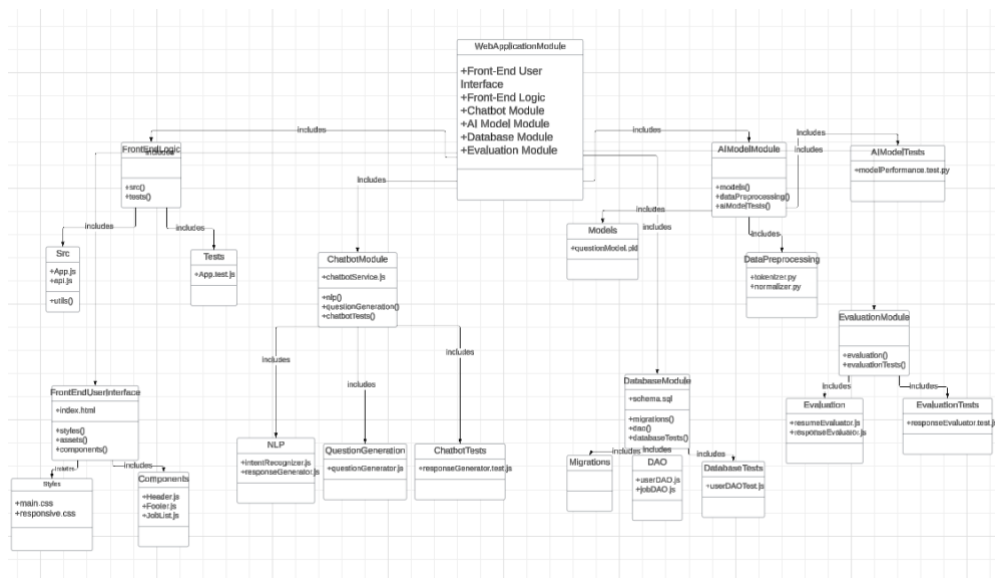 WebApplicationModule
+Front-End User
Interface
+Front-End Logic
+Chatbot Module
+AI Model Module
+Database Module
+Evaluation Module
includes
includes
includes
includes
includes
includes
includes
FrontEndLogic
+src()
+tests()
includes
includes
Src
+App.js
+api.js
+utils()
Tests
+App.test.js
ChatbotModule
+chatbotService.js
+nlp()
+questionGeneration()
+chatbotTests()
includes
includes
includes
NLP
+intentRecognizer.js
+responseGenerator.js
QuestionGeneration
+questionGenerator.js
ChatbotTests
+responseGenerator.test.js
FrontEndUserInterface
+index.html
+styles()
+assets()
+components()
includes
includes
Styles
+main.css
+responsive.css
Components
+Header.js
+Footer.js
+JobList.js
AIModelModule
+models()
+dataPreprocessing()
+aiModelTests()
includes
includes
AIModelTests
+modelPerformance.test.py
Models
+questionModel.pkl
DataPreprocessing
+tokenizer.py
+normalizer.py
DatabaseModule
+schema.sql
+migrations()
+dao()
+databaseTests()
includes
includes
includes
Migrations
DAO
+userDAO.js
+jobDAO.js
DatabaseTests
+userDAOTest.js
EvaluationModule
+evaluation()
+evaluationTests()
includes
includes
Evaluation
+resumeEvaluator.js
+responseEvaluator.js
EvaluationTests
+responseEvaluator.test.js